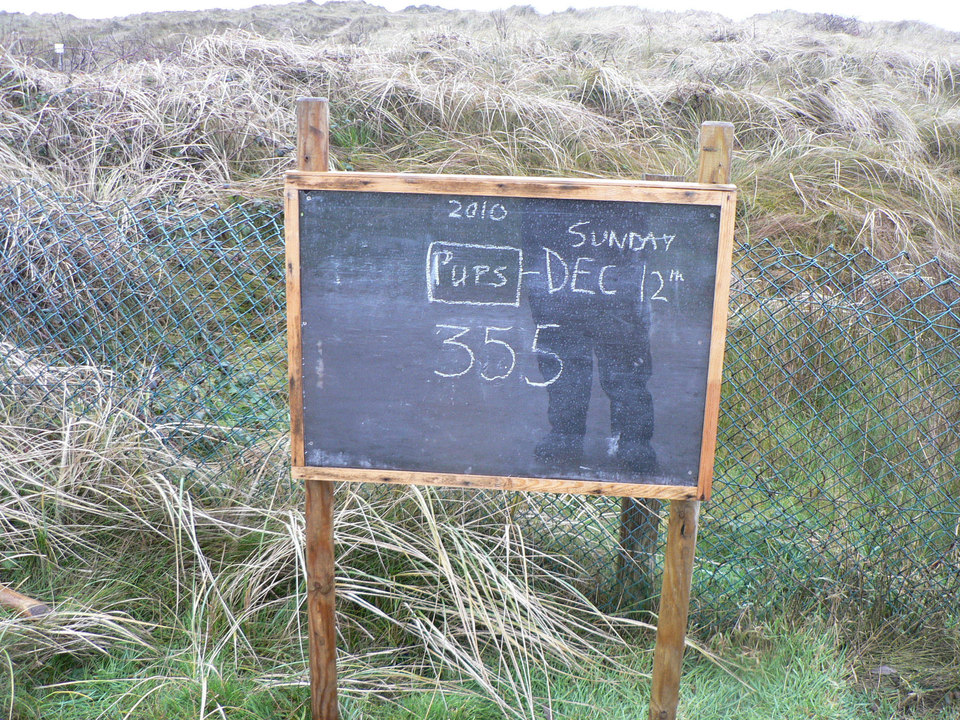 2010
SUNDAY
PUPS - DEC 12th
355